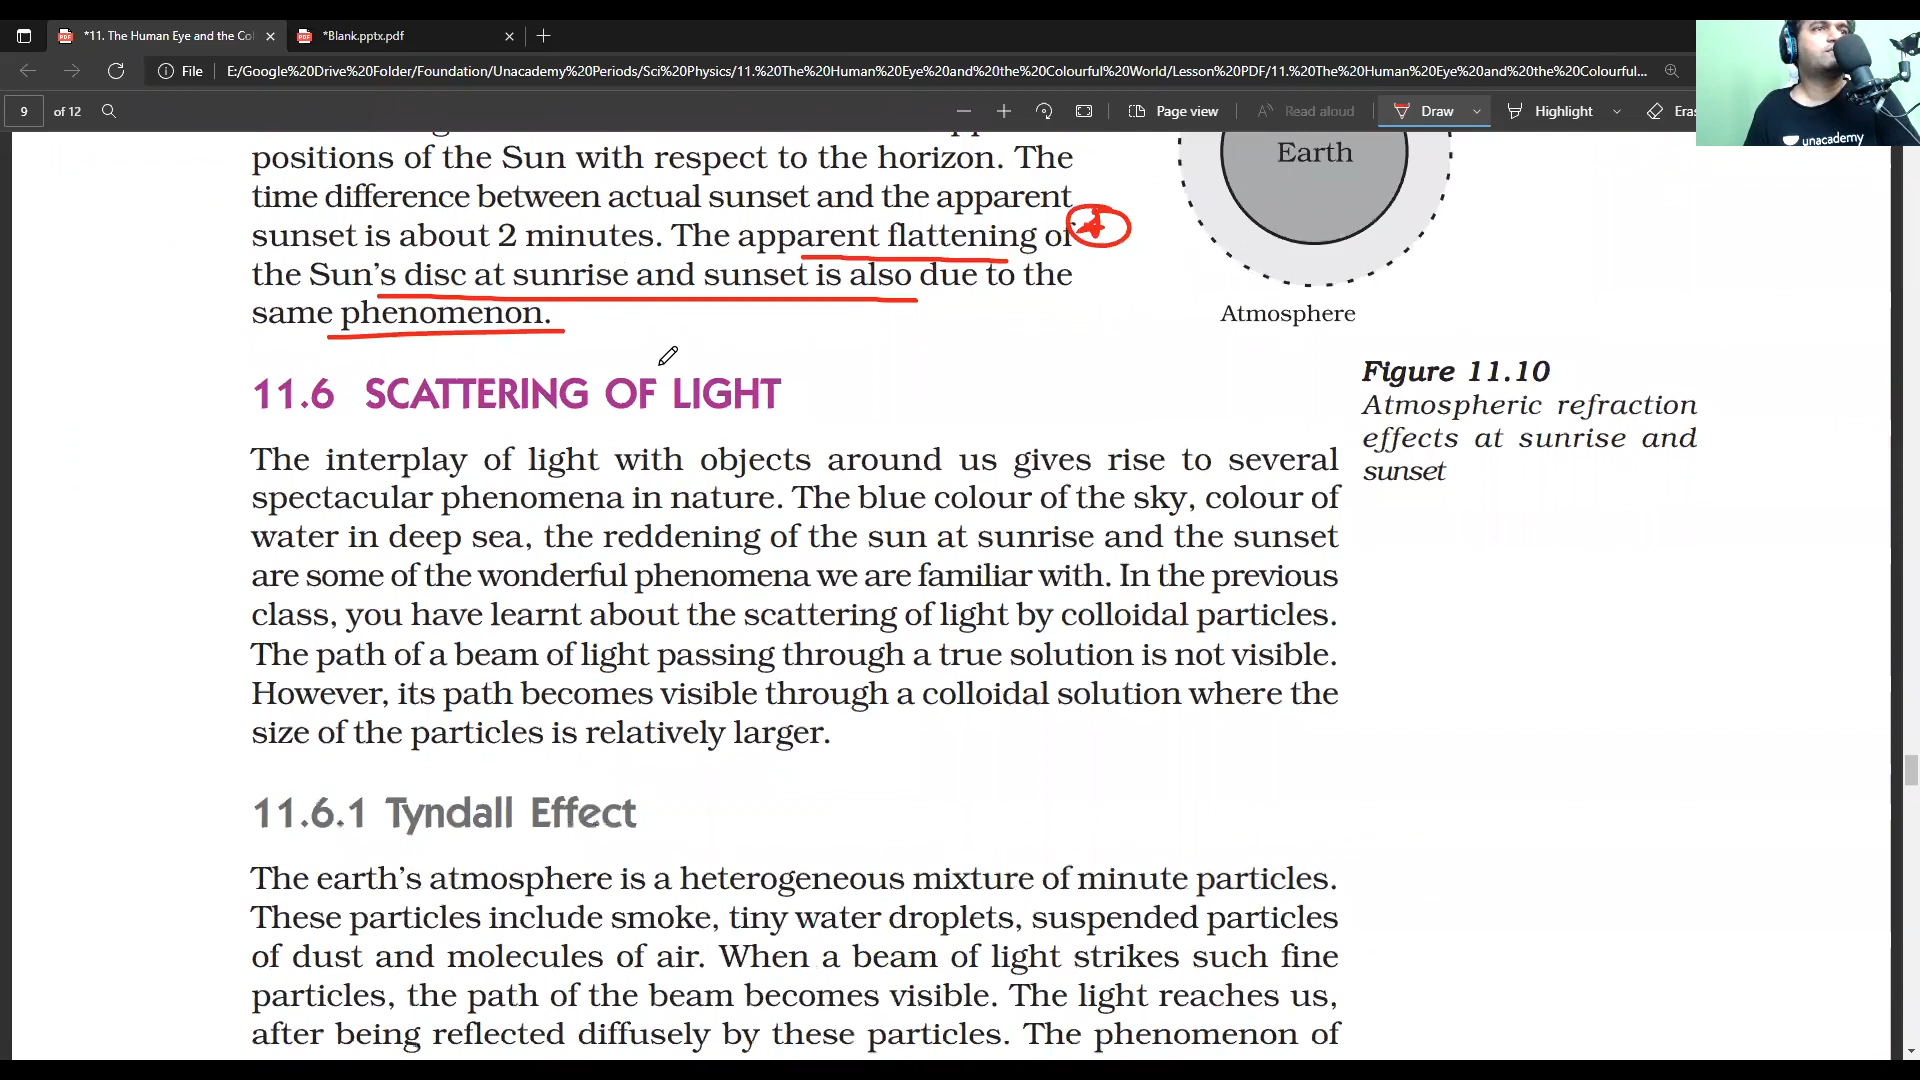 *11. The Human Eye and the Co
*Blank.pptx.pdf
File
E:/Google%20Drive%20Folder/Foundation/Unacademy%20Periods/Sci%20Physics/11.%20The%20Human%20Eye%20and%20the%20Colourful%20World/Lesson%20PDF/11.%20The%20Human%20Eye%20and%20the%20Colourful...
9 of 12
Page view
Read aloud
Draw
Highlight
Eras
unacademy
positions of the Sun with respect to the horizon. The
time difference between actual sunset and the apparent
sunset is about 2 minutes. The apparent flattening of
the Sun's disc at sunrise and sunset is also due to the
same phenomenon.
Earth
Atmosphere
Figure 11.10
Atmospheric refraction
effects at sunrise and
sunset
11.6 SCATTERING OF LIGHT
The interplay of light with objects around us gives rise to several
spectacular phenomena in nature. The blue colour of the sky, colour of
water in deep sea, the reddening of the sun at sunrise and the sunset
are some of the wonderful phenomena we are familiar with. In the previous
class, you have learnt about the scattering of light by colloidal particles.
The path of a beam of light passing through a true solution is not visible.
However, its path becomes visible through a colloidal solution where the
size of the particles is relatively larger.
11.6.1 Tyndall Effect
The earth's atmosphere is a heterogeneous mixture of minute particles.
These particles include smoke, tiny water droplets, suspended particles
of dust and molecules of air. When a beam of light strikes such fine
particles, the path of the beam becomes visible. The light reaches us,
after being reflected diffusely by these particles. The phenomenon of